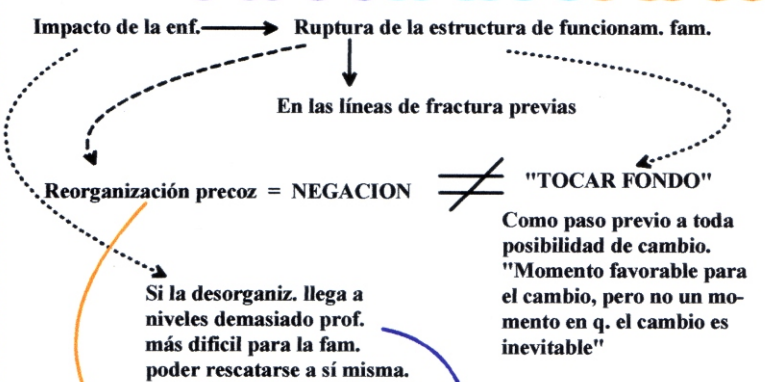 Impacto de la enf. Ruptura de la estructura de funcionam. fam.
En las líneas de fractura previas
Reorganización precoz = NEGACION ≠ "TOCAR FONDO"
Como paso previo a toda
posibilidad de cambio.
"Momento favorable para
el cambio, pero no un mo-
mento en q. el cambio es
inevitable"
Si la desorganiz. llega a
niveles demasiado prof.
más dificil para la fam.
poder rescatarse a sí misma.